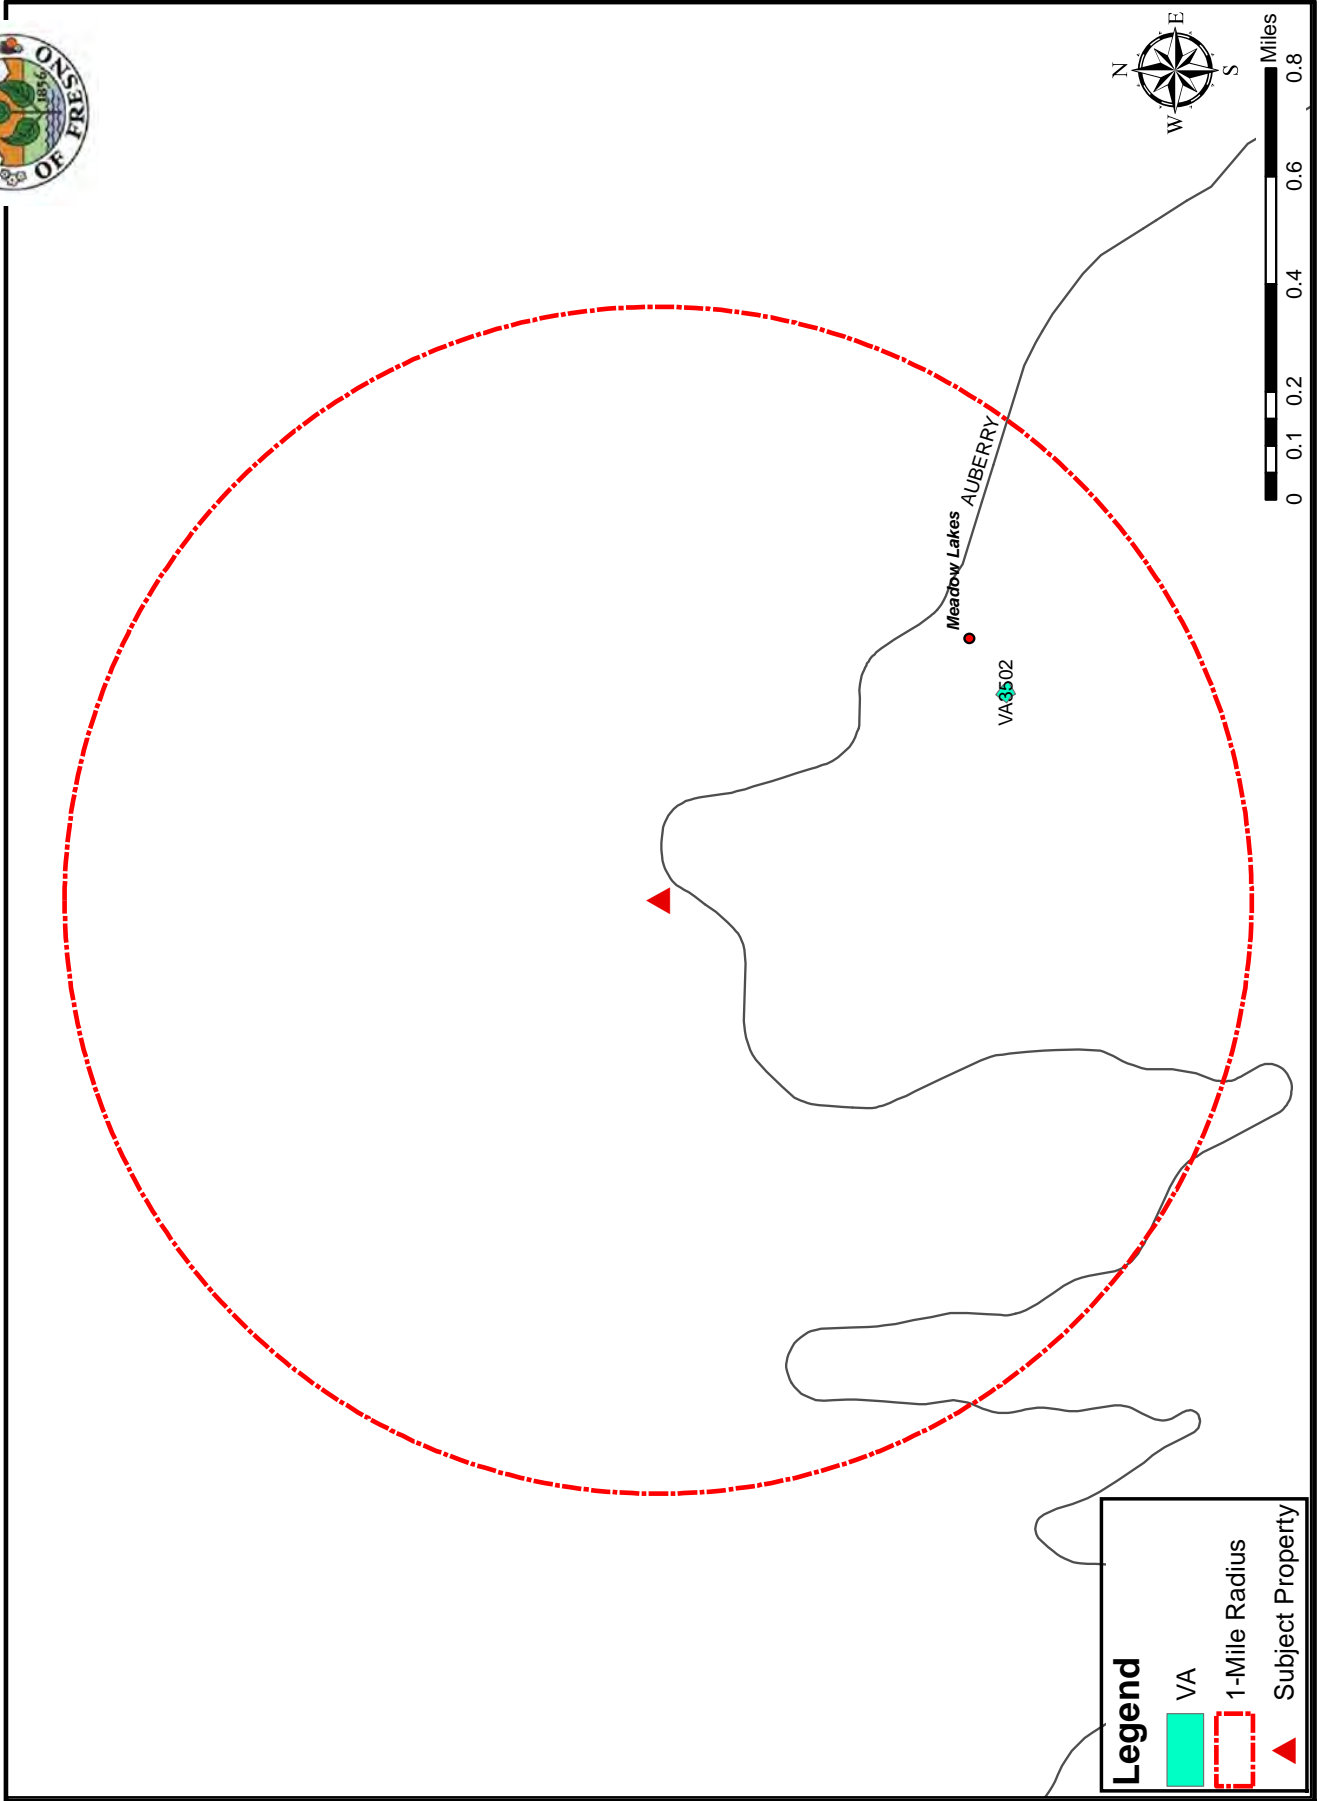 OF FRESNO
1856
N
E
S
W
AUBERRY
Meadow Lakes
VA3502
Miles
0 0.1 0.2 0.4 0.6 0.8
Legend
VA
1-Mile Radius
Subject Property